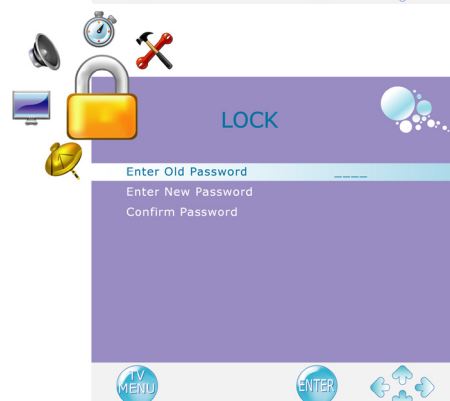 LOCK
Enter Old Password _ _ _ _
Enter New Password
Confirm Password
TV
MENU
ENTER